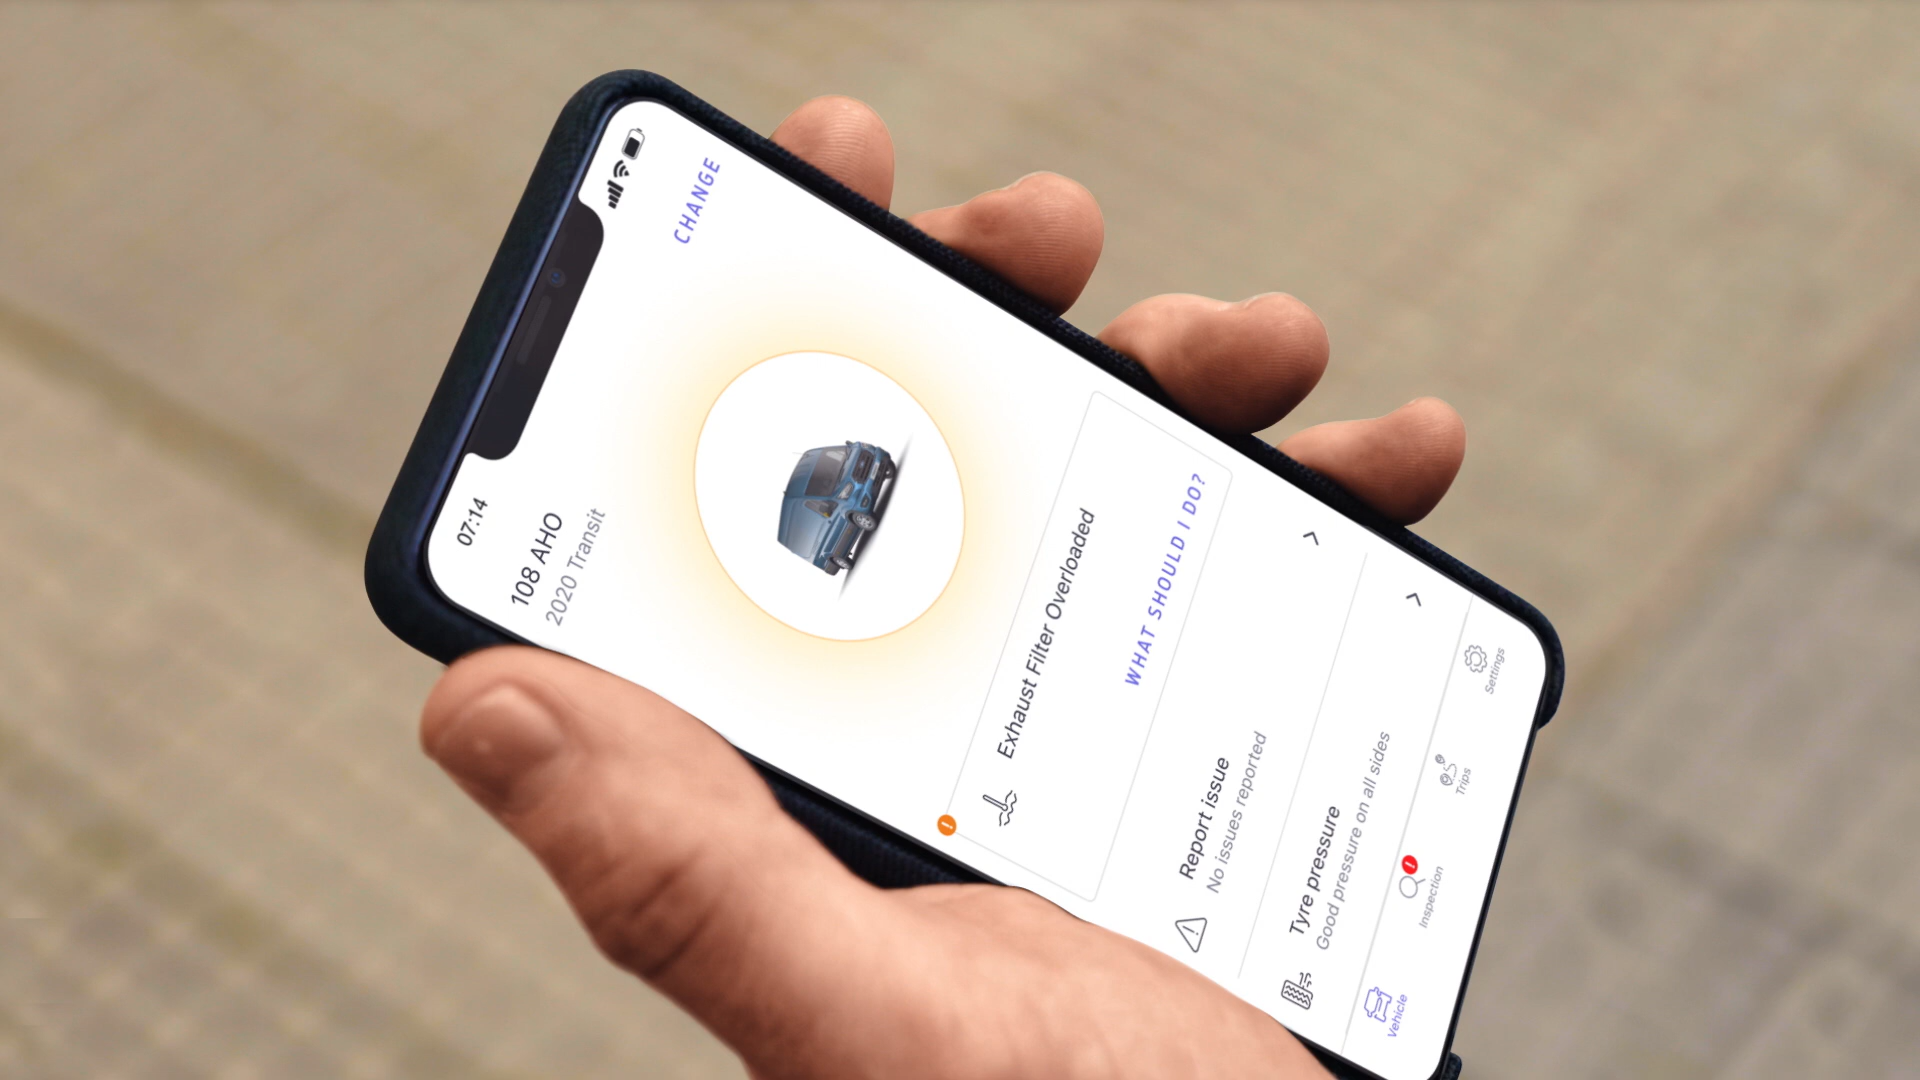 07:14
108 AHO
2020 Transit
CHANGE
Exhaust Filter Overloaded
WHAT SHOULD I DO?
Report issue
No issues reported
Tyre pressure
Good pressure on all sides
Vehicle
Inspection
Trips
Settings